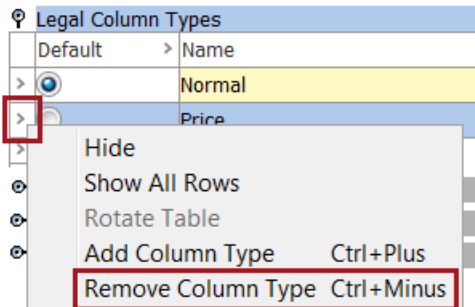 Legal Column Types
Default > Name
> Normal
> Price
> Hide
Show All Rows
Rotate Table
Add Column Type Ctrl+Plus
Remove Column Type Ctrl+Minus